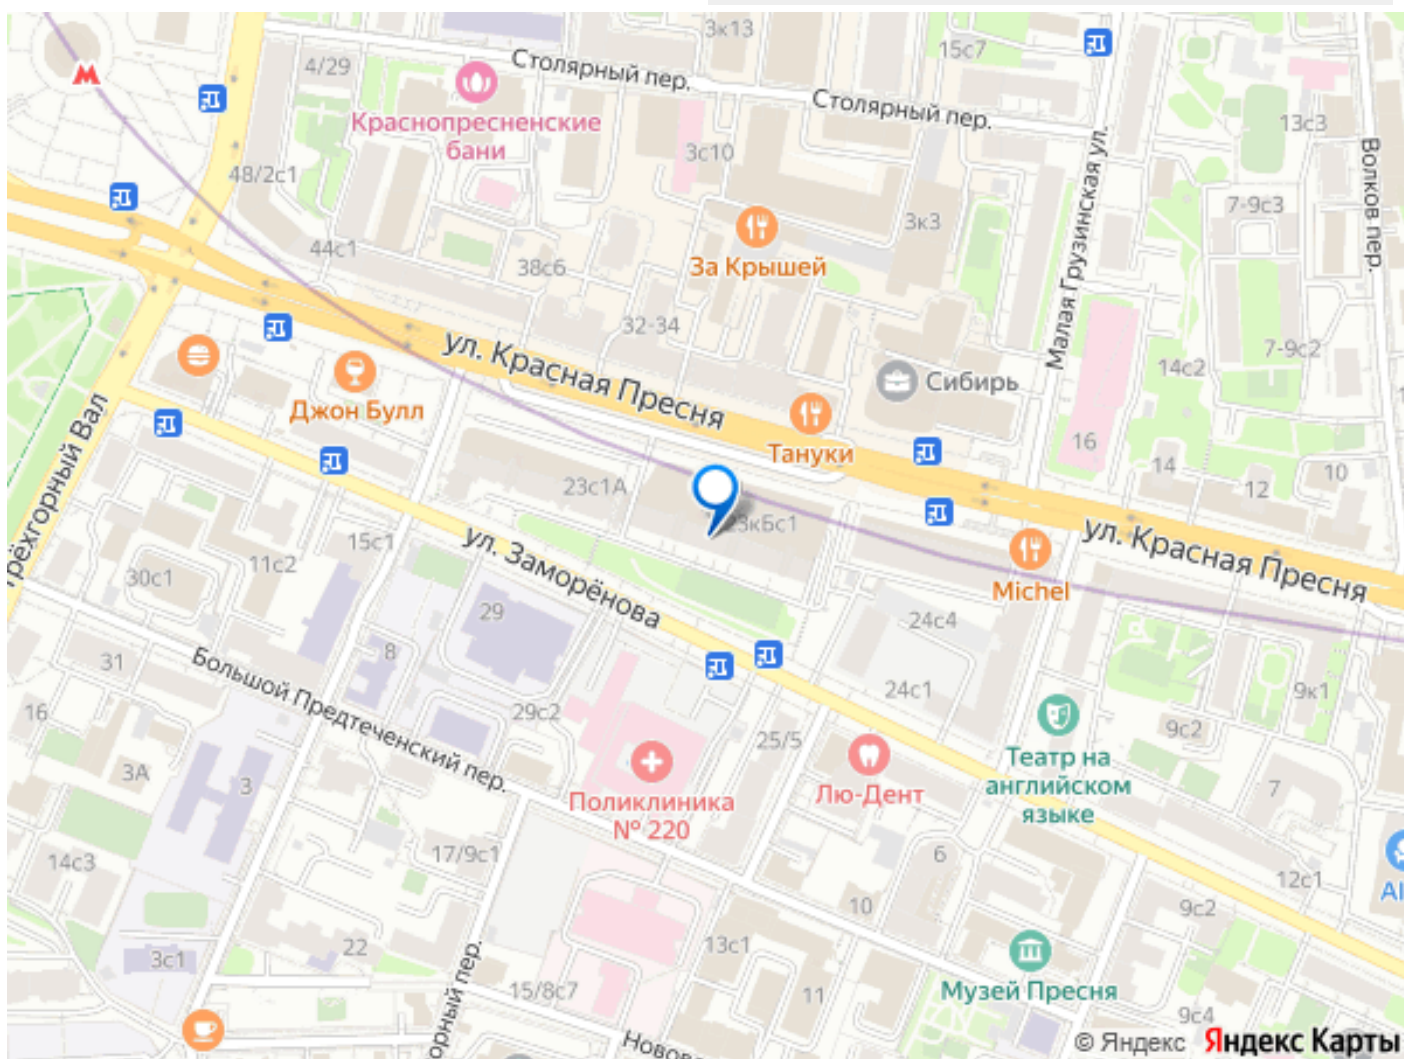 3к13
15с7
4/29
Столярный пер.
Столярный пер.
13с3
Краснопресненские
бани
3с10
Малая Грузинская ул.
Волков пер.
48/2с1
7-9с3
3к3
44с1
38с6
За Крышей
32-34
ул. Красная Пресня
7-9с2
14с2
Сибирь
Джон Булл
Трёхгорный Вал
Тануки
16
14
10
12
23с1А
23кБс1
ул. Красная Пресня
15с1
ул. Заморёнова
11с2
30с1
Michel
29
24с4
8
31
Большой Предтеченский пер.
24с1
9к1
16
29с2
9с2
25/5
Театр на
английском
языке
3А
3
7
Лю-Дент
Поликлиника
№ 220
14с3
17/9с1
6
12с1
10
9с2
22
13с1
3с1
15/8с7
11
Музей Пресня
9с4
© Яндекс
Яндекс Карты